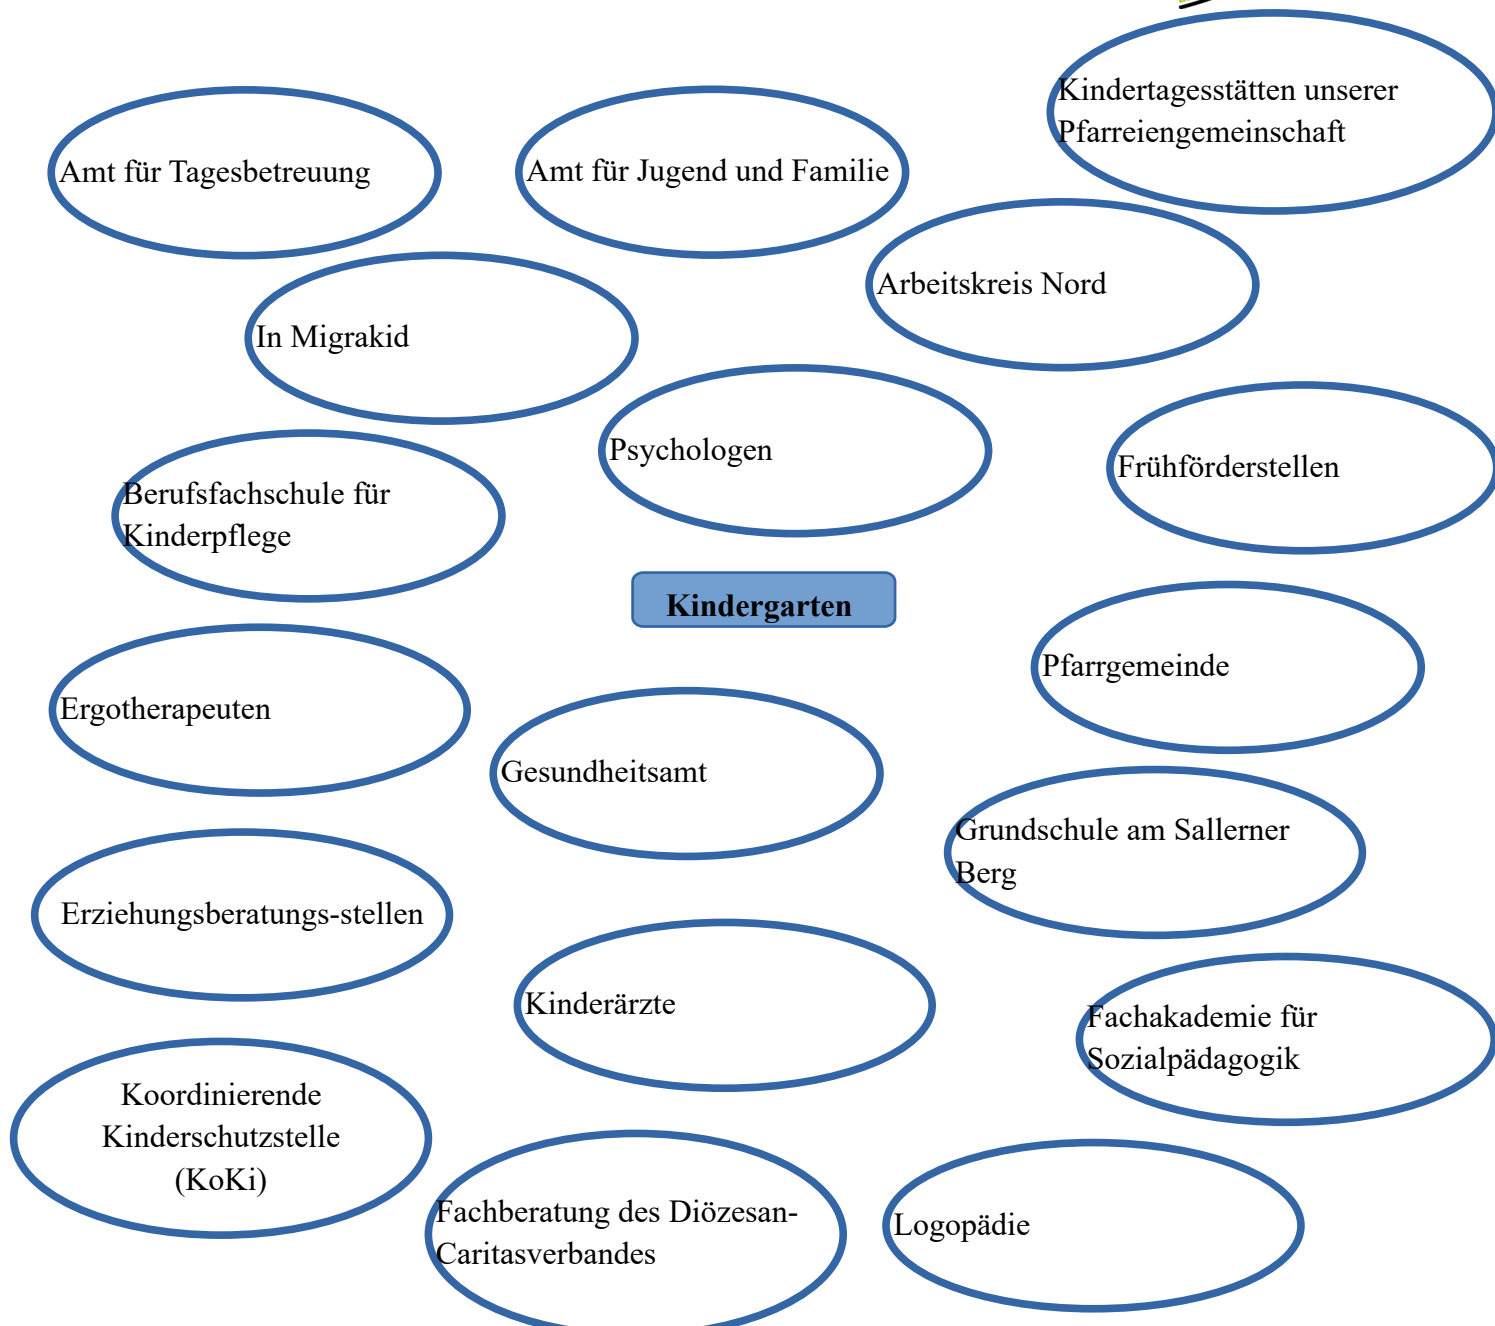 Kindertagesstätten unserer
Pfarreiengemeinschaft
Amt für Tagesbetreuung
Amt für Jugend und Familie
Arbeitskreis Nord
In Migrakid
Psychologen
Frühförderstellen
Berufsfachschule für
Kinderpflege
Kindergarten
Pfarrgemeinde
Ergotherapeuten
Gesundheitsamt
Grundschule am Sallerner
Berg
Erziehungsberatungs-stellen
Kinderärzte
Fachakademie für
Sozialpädagogik
Koordinierende
Kinderschutzstelle
(KoKi)
Fachberatung des Diözesan-
Caritasverbandes
Logopädie